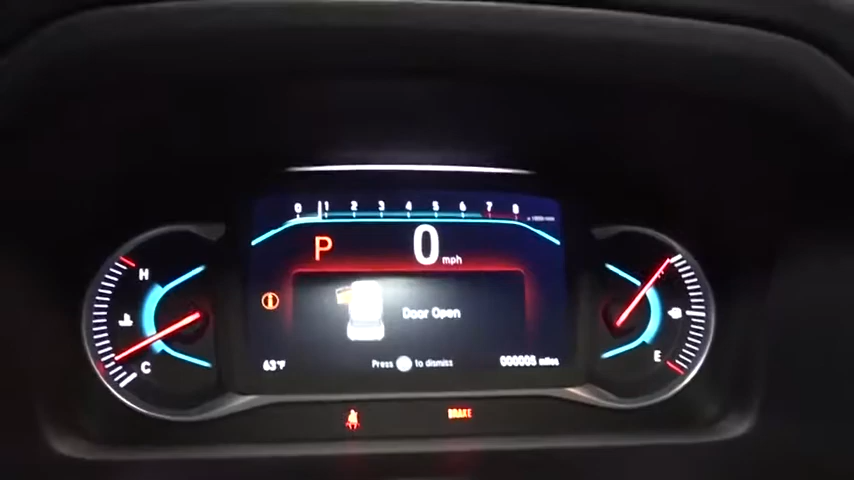 0 1 2 3 4 5 6 7 8
P 0 mph
H
Door Open
C
E
63°F
Press to dismiss
000005 miles
BRAKE